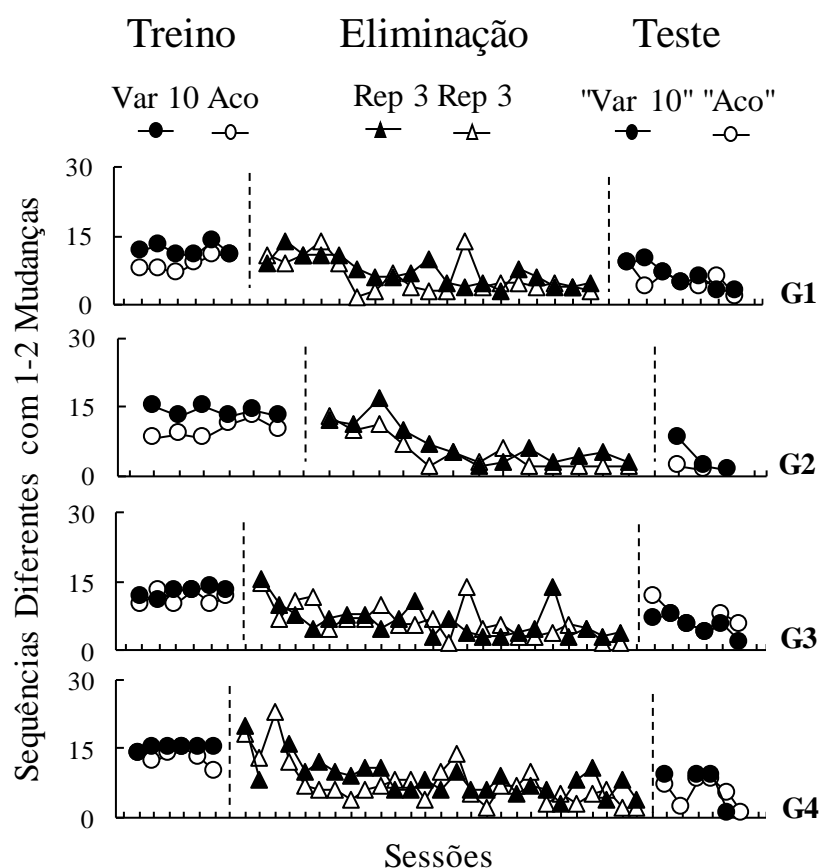 Treino Eliminação Teste
Var 10 Aco Rep 3 Rep 3 "Var 10" "Aco"
Sequências Diferentes com 1-2 Mudanças
30
15
0
G1
30
15
0
G2
30
15
0
G3
30
15
0
G4
Sessões